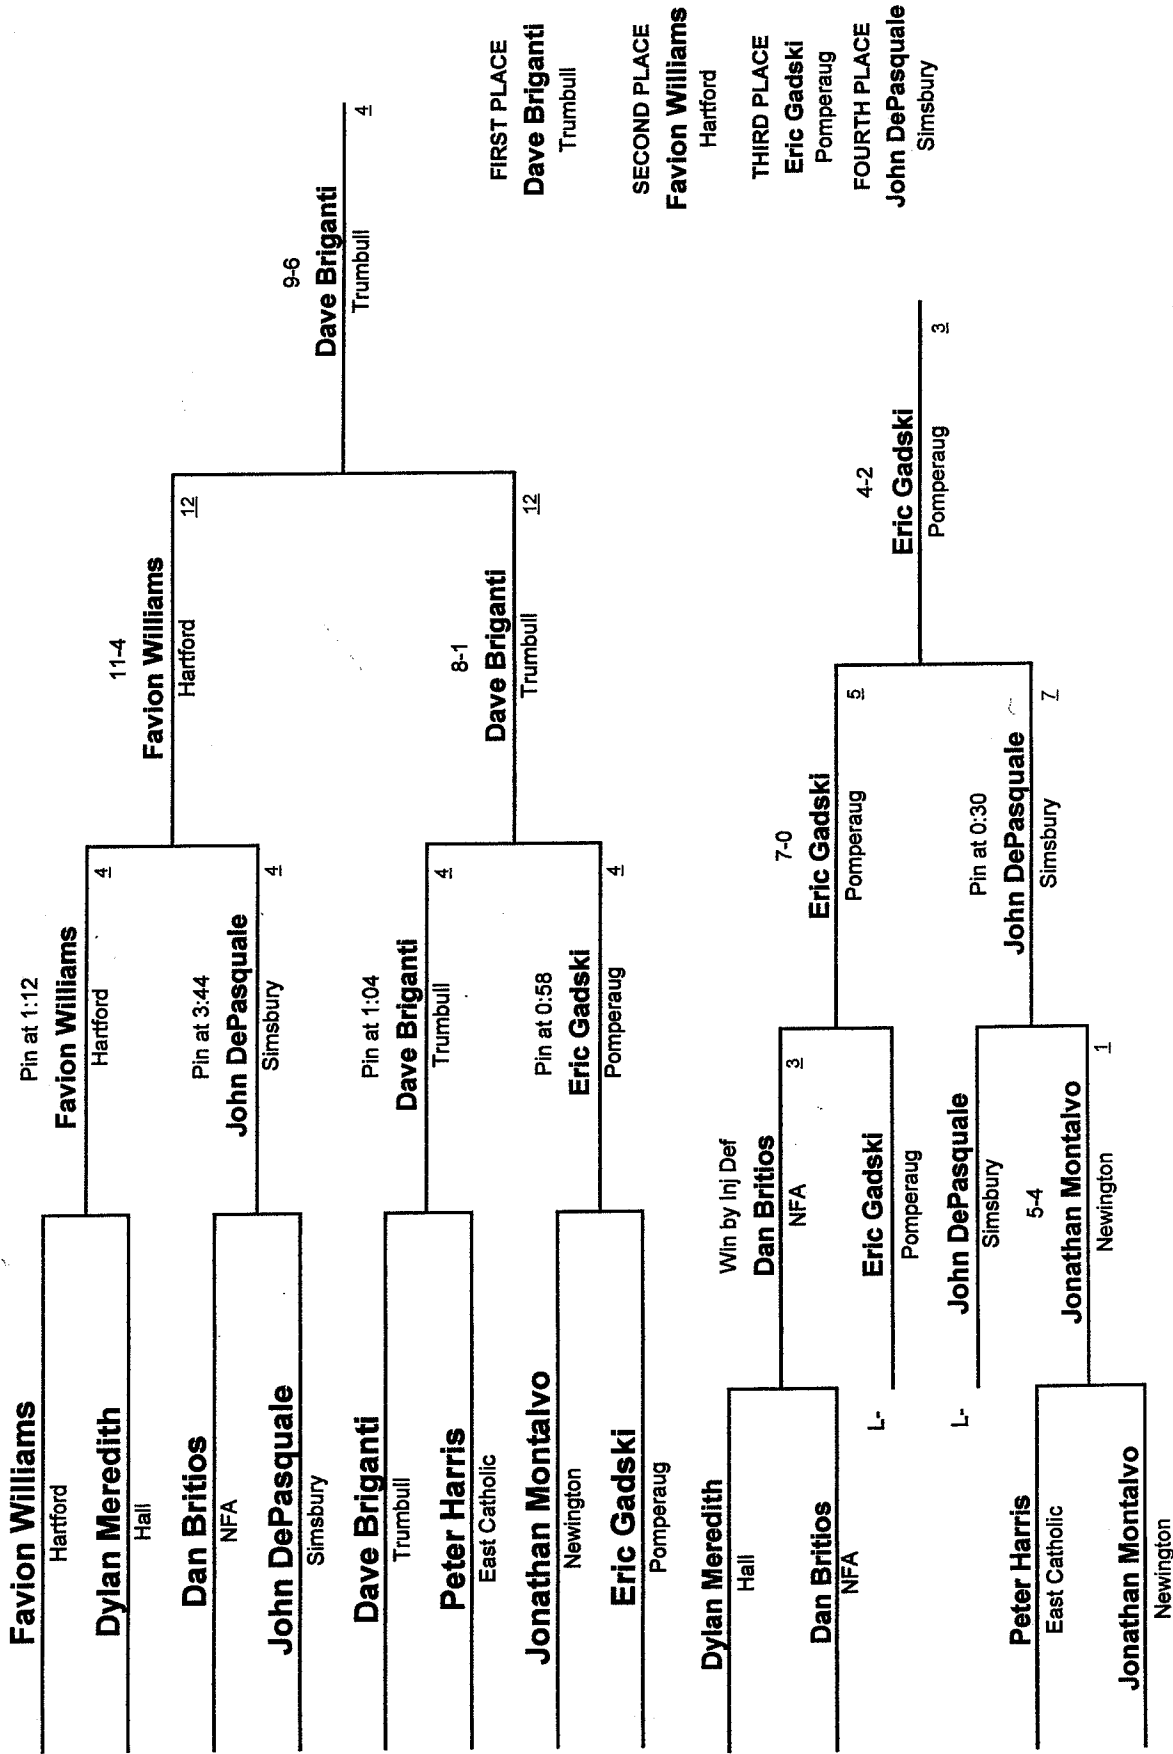 Favion Williams
Hartford
Dylan Meredith
Hall
Dan Britios
NFA
John DePasquale
Simsbury
Dave Briganti
Trumbull
Peter Harris
East Catholic
Jonathan Montalvo
Newington
Eric Gadski
Pomperaug
Pin at 1:12
Favion Williams
Hartford
4
Pin at 3:44
John DePasquale
Simsbury
4
Pin at 1:04
Dave Briganti
Trumbull
4
Pin at 0:58
Eric Gadski
Pomperaug
4
11-4
Favion Williams
Hartford
12
8-1
Dave Briganti
Trumbull
12
9-6
Dave Briganti
Trumbull
4
FIRST PLACE
Dave Briganti
Trumbull
SECOND PLACE
Favion Williams
Hartford
THIRD PLACE
Eric Gadski
Pomperaug
FOURTH PLACE
John DePasquale
Simsbury
Dylan Meredith
Hall
Dan Britios
NFA
Peter Harris
East Catholic
Jonathan Montalvo
Newington
Win by Inj Def
Dan Britios
NFA
3
L-
Eric Gadski
Pomperaug
L-
John DePasquale
Simsbury
5-4
Jonathan Montalvo
Newington
1
7-0
Eric Gadski
Pomperaug
5
Pin at 0:30
John DePasquale
Simsbury
7
4-2
Eric Gadski
Pomperaug
3